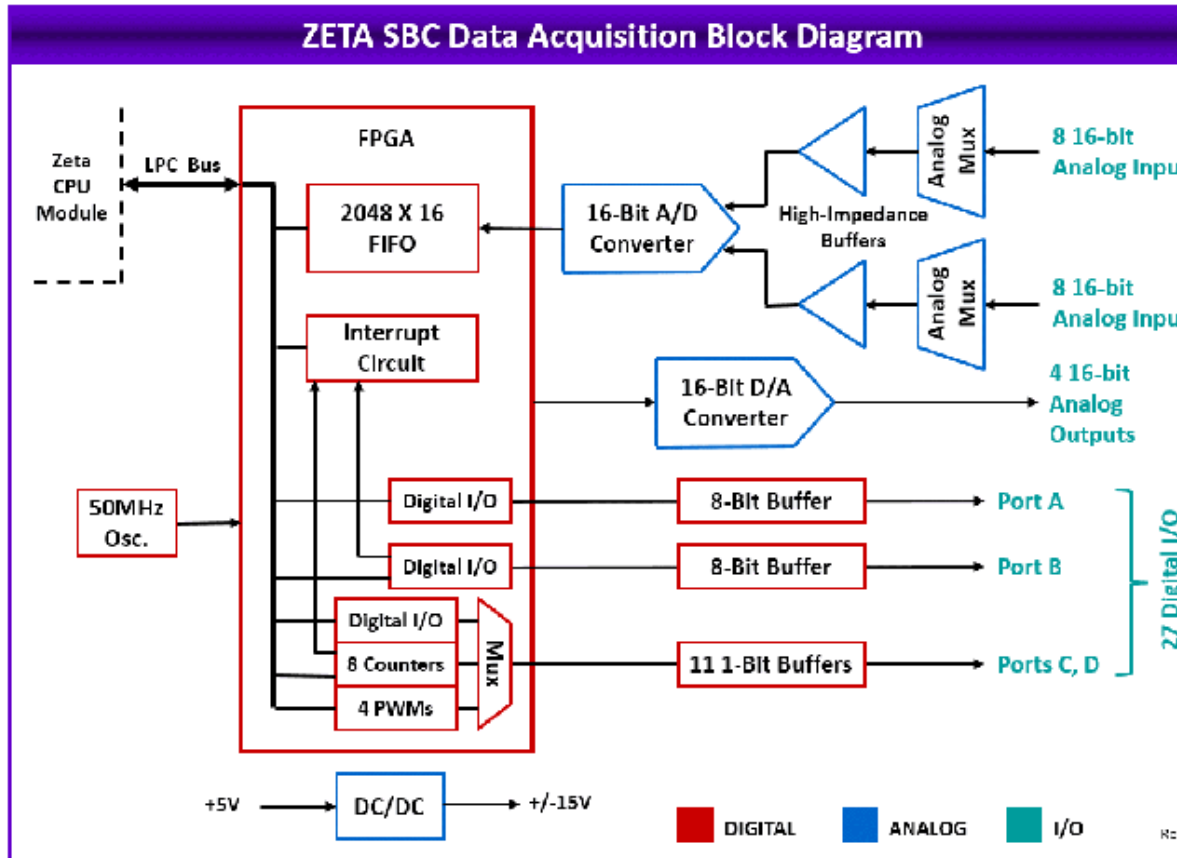 ZETA SBC Data Acquisition Block Diagram
FPGA
Zeta
CPU
Module
LPC Bus
2048 X 16
FIFO
16-Bit A/D
Converter
High-Impedance
Buffers
Analog
Mux
8 16-bit
Analog Input
Analog
Mux
8 16-bit
Analog Input
Interrupt
Circuit
16-Bit D/A
Converter
4 16-bit
Analog
Outputs
50MHz
Osc.
Digital I/O
8-Bit Buffer
Port A
Digital I/O
8-Bit Buffer
Port B
Digital I/O
8 Counters
4 PWMs
Mux
11 1-Bit Buffers
Ports C, D
27 Digital I/O
+5V
DC/DC
+/-15V
DIGITAL
ANALOG
I/O